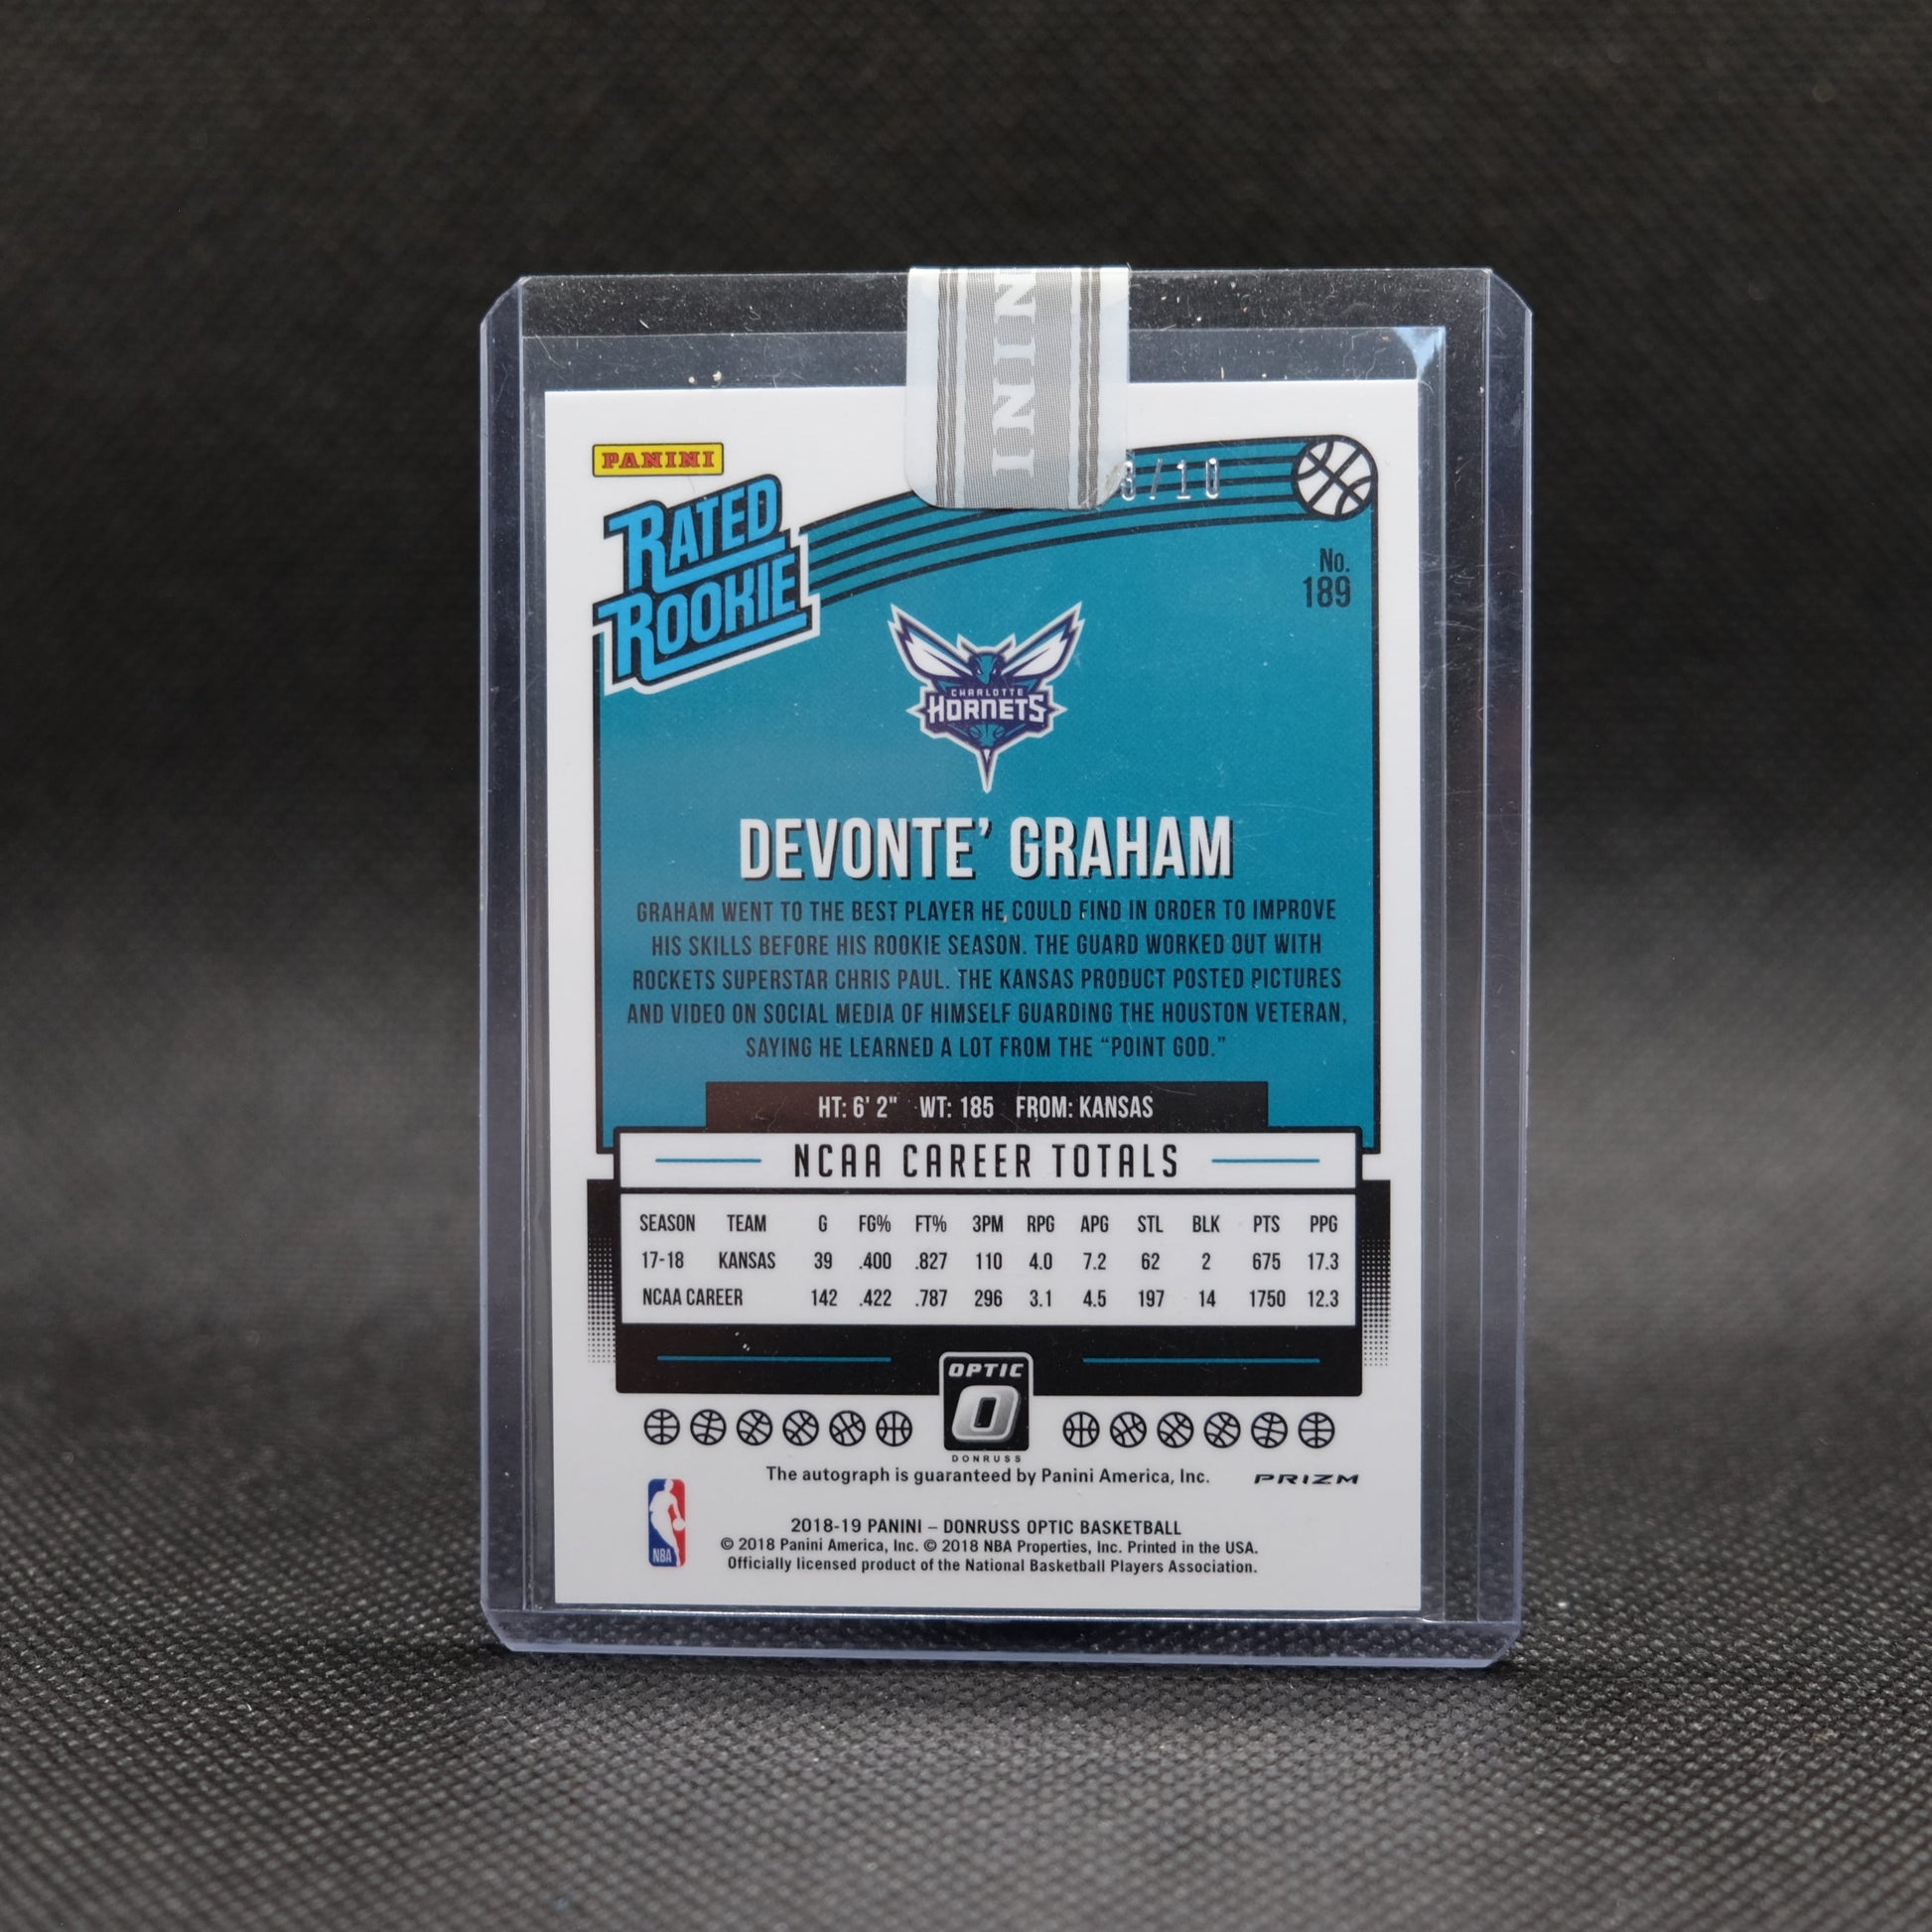 ININ
PANINI
3/10
RATED
ROOKIE
No.
189
CHARLOTTE
HORNETS
DEVONTE' GRAHAM
GRAHAM WENT TO THE BEST PLAYER HE COULD FIND IN ORDER TO IMPROVE
HIS SKILLS BEFORE HIS ROOKIE SEASON. THE GUARD WORKED OUT WITH
ROCKETS SUPERSTAR CHRIS PAUL. THE KANSAS PRODUCT POSTED PICTURES
AND VIDEO ON SOCIAL MEDIA OF HIMSELF GUARDING THE HOUSTON VETERAN,
SAYING HE LEARNED A LOT FROM THE “POINT GOD.”
HT: 6' 2" WT: 185 FROM: KANSAS
NCAA CAREER TOTALS
SEASON TEAM G FG% FT% 3PM RPG APG STL BLK PTS PPG
17-18 KANSAS 39 .400 .827 110 4.0 7.2 62 2 675 17.3
NCAA CAREER 142 .422 .787 296 3.1 4.5 197 14 1750 12.3
OPTIC
O
DONRUSS
The autograph is guaranteed by Panini America, Inc.
PRIZM
NBA
2018-19 PANINI – DONRUSS OPTIC BASKETBALL
© 2018 Panini America, Inc. © 2018 NBA Properties, Inc. Printed in the USA.
Officially licensed product of the National Basketball Players Association.